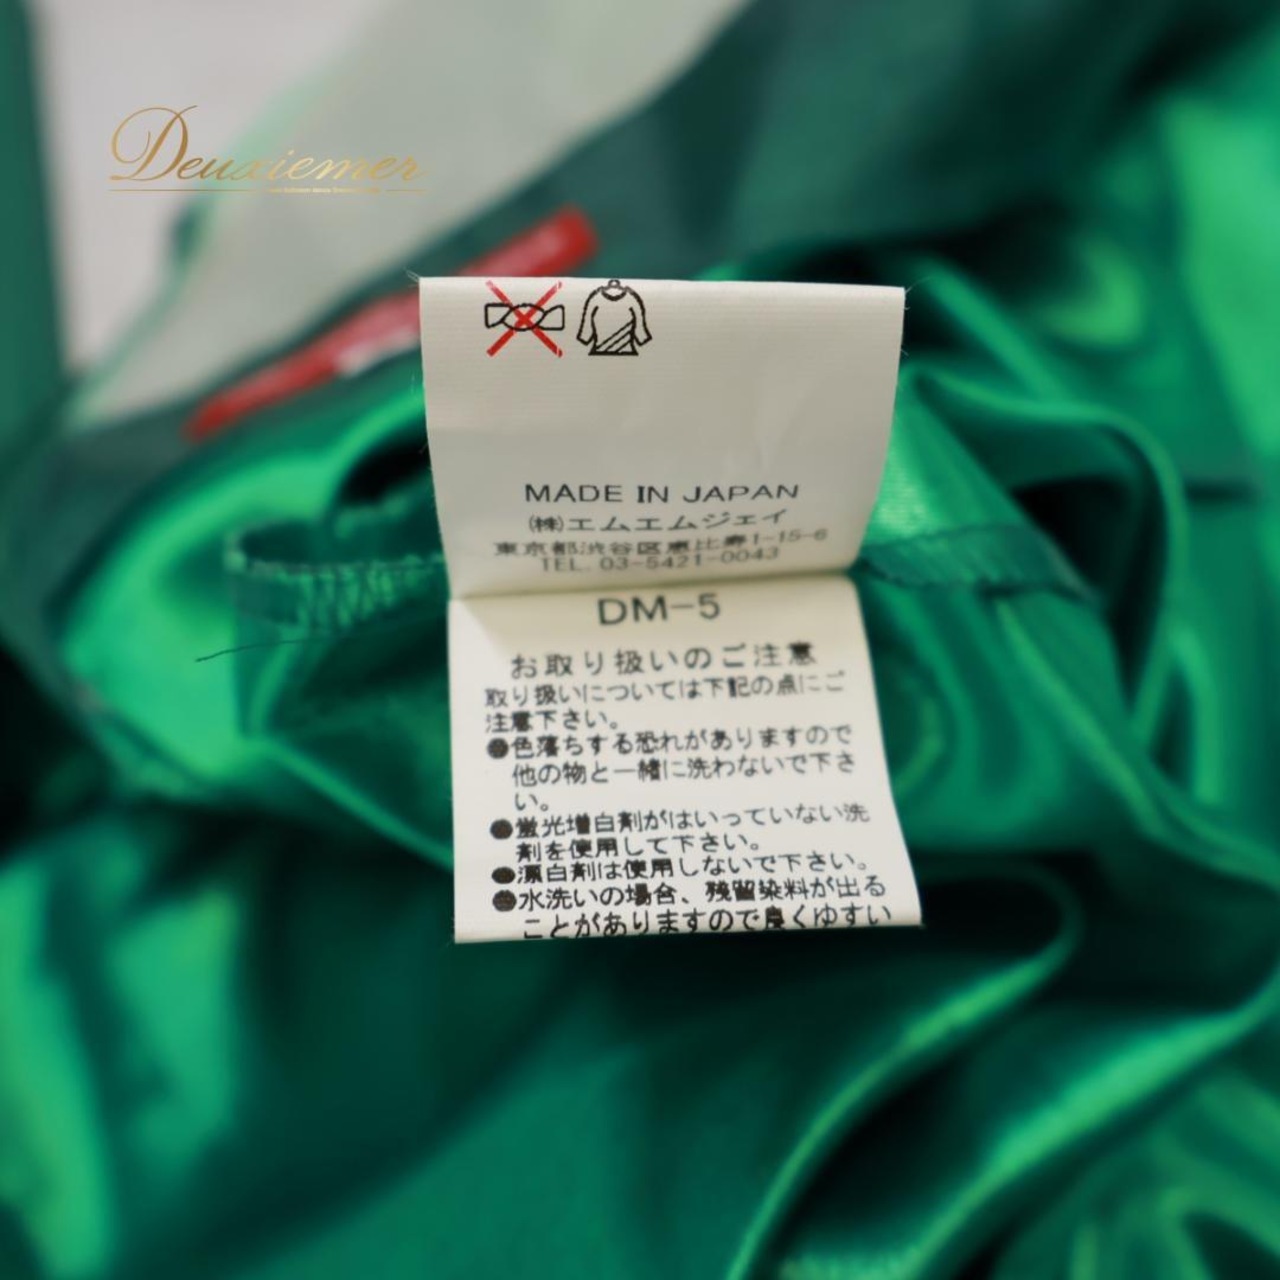 Deuxiemer
MADE IN JAPAN
㈱エムエムジェイ
東京都渋谷区恵比寿1-15-6
TEL. 03-5421-0043
DM-5
お取り扱いのご注意
取り扱いについては下記の点にご
注意下さい。
●色落ちする恐れがありますので
他の物と一緒に洗わないで下さ
い。
●蛍光増白剤がはいっていない洗
剤を使用して下さい。
●漂白剤は使用しないで下さい。
●水洗いの場合、残留染料が出る
ことがありますので良くゆすい